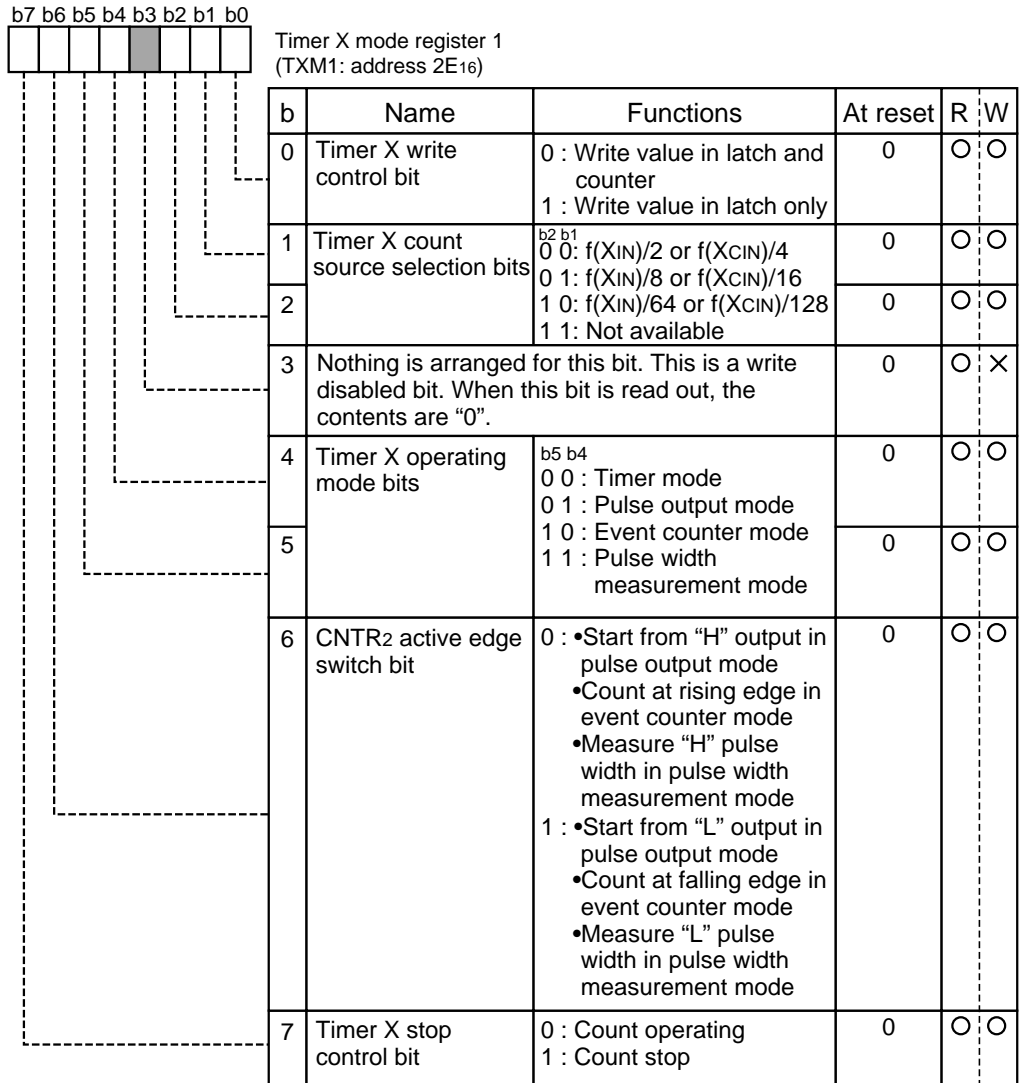 b7 b6 b5 b4 b3 b2 b1 b0
Timer X mode register 1
(TXM1: address 2E16)
b Name Functions At reset R W
0 Timer X write control bit 0 : Write value in latch and counter 0 O O
1 : Write value in latch only
1 Timer X count source selection bits b2 b1 0 O O
0 0: f(XIN)/2 or f(XCIN)/4
0 1: f(XIN)/8 or f(XCIN)/16
2 1 0: f(XIN)/64 or f(XCIN)/128 0 O O
1 1: Not available
3 Nothing is arranged for this bit. This is a write 0 O ×
disabled bit. When this bit is read out, the
contents are “0”.
4 Timer X operating mode bits b5 b4 0 O O
0 0 : Timer mode
0 1 : Pulse output mode
1 0 : Event counter mode
5 1 1 : Pulse width 0 O O
measurement mode
6 CNTR2 active edge switch bit 0 : •Start from “H” output in 0 O O
pulse output mode
•Count at rising edge in
event counter mode
•Measure “H” pulse
width in pulse width
measurement mode
1 : •Start from “L” output in
pulse output mode
•Count at falling edge in
event counter mode
•Measure “L” pulse
width in pulse width
measurement mode
7 Timer X stop control bit 0 : Count operating 0 O O
1 : Count stop